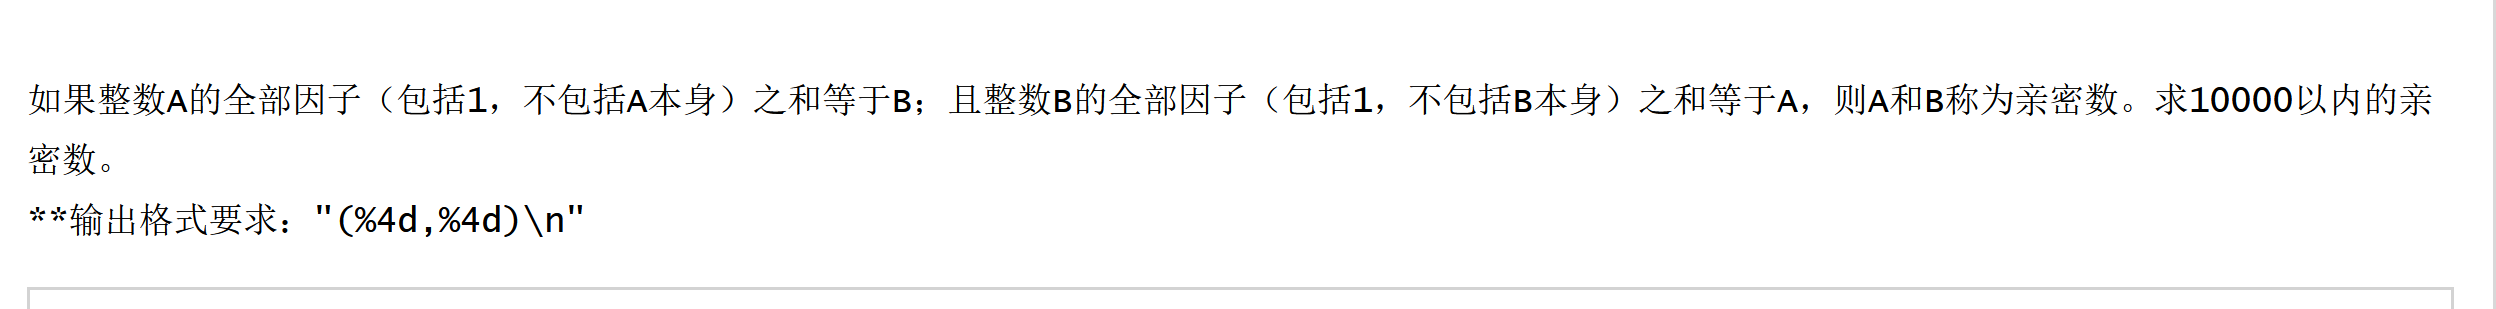 如果整数A的全部因子（包括1，不包括A本身）之和等于B；且整数B的全部因子（包括1，不包括B本身）之和等于A，则A和B称为亲密数。求10000以内的亲
密数。
**输出格式要求："(%4d,%4d)\n"